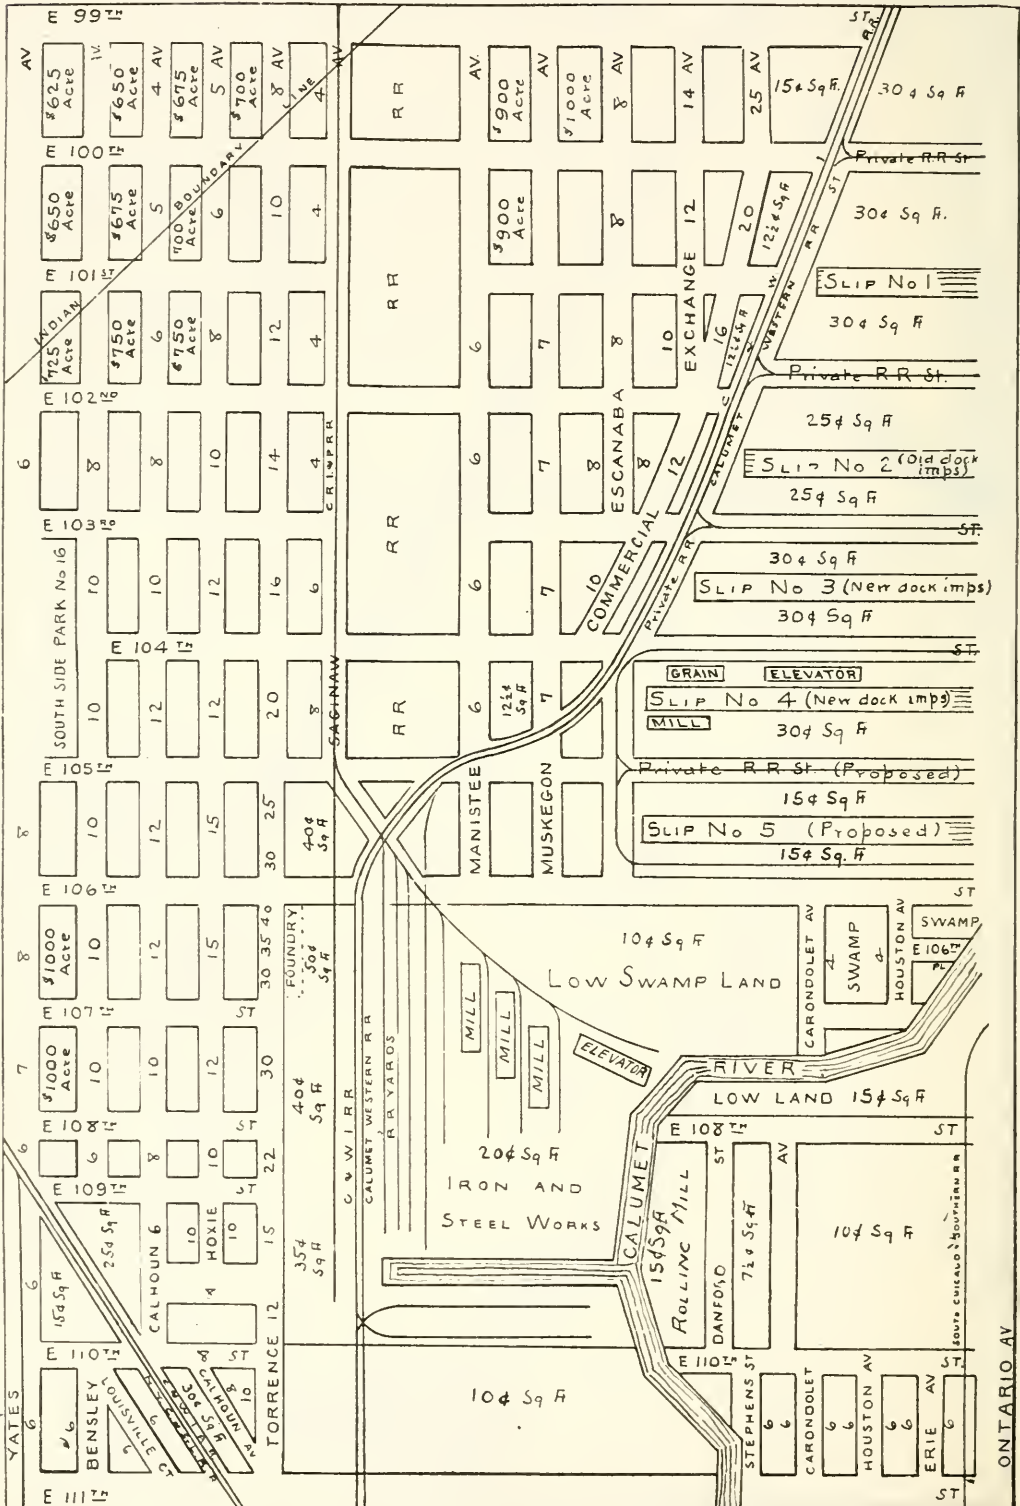 E 99TH
ST.
R.R.
AV
AV
4 AV
5 AV
8 AV
AV
AV.
AV
AV
14 AV
25 AV
$625 Acre
$650 Acre
$675 Acre
$700 Acre
LINE
4
RR
$900 Acre
$1000 Acre
8
15¢ Sq Ft.
30¢ Sq Ft
E 100TH
BOUNDARY
Private R.R St
$650 Acre
$675 Acre
5
700 Acre
6
10
4
RR
$900 Acre
8
12
20
12½¢ Sq Ft
RR ST
30¢ Sq Ft.
E 101ST
SLIP No 1
INDIAN
$725 Acre
$750 Acre
6
$750 Acre
8
12
4
6
7
8
10
EXCHANGE
16
12½¢ Sq Ft
C & W I
WESTERN
30¢ Sq Ft
E 102ND
Private R.R St.
6
8
8
10
14
4
C R I & P R R
RR
6
7
8
ESCANABA
8
12
CALUMET
25¢ Sq Ft
SLIP No 2 (Old dock imps)
25¢ Sq Ft
E 103RD
ST.
SOUTH SIDE PARK No 16
10
10
12
16
6
6
7
10
COMMERCIAL
Private RR
30¢ Sq Ft
SLIP No 3 (New dock imps)
30¢ Sq Ft
E 104TH
ST.
10
12
12
20
8
SAGINAW
RR
6
12½¢ Sq Ft
7
GRAIN ELEVATOR
SLIP No 4 (New dock imps)
MILL
30¢ Sq Ft
E 105TH
Private R R St. (Proposed)
8
10
12
15
25
30
40¢ Sq Ft
MANISTEE
MUSKEGON
15¢ Sq Ft
SLIP No 5 (Proposed)
15¢ Sq. Ft
E 106TH
ST
8
$1000 Acre
10
12
15
30 35 40
FOUNDRY
50¢ Sq Ft
10¢ Sq Ft
LOW SWAMP LAND
CARONDOLET AV
4
SWAMP
4
HOUSTON AV
SWAMP
E 106TH PL
E 107TH
ST
MILL
MILL
MILL
ELEVATOR
7
$1000 Acre
10
10
12
30
40¢ Sq Ft
C & W I RR
CALUMET WESTERN RR
R R YARDS
RIVER
LOW LAND 15¢ Sq Ft
E 108TH
ST
E 108TH
ST
6
6
8
10
22
20¢ Sq Ft
IRON AND
STEEL WORKS
CALUMET
15¢ Sq Ft
ROLLING MILL
DANFORD
ST
7½¢ Sq Ft
AV
10¢ Sq Ft
SOUTH CHICAGO & SOUTHERN RR
E 109TH
ST
6
15¢ Sq Ft
25¢ Sq Ft
CALHOUN 6
10
HOXIE
10
15
35¢ Sq Ft
4
12
E 110TH
ST
E 110TH
ST.
YATES
6
6
BENSLEY
LOUISVILLE CT
6
6
30¢ Sq Ft
CALHOUN AV
8
8
10
TORRENCE
10¢ Sq Ft
STEPHENS ST
6
6
CARONDOLET
6
6
HOUSTON AV
6
6
ERIE AV
6
ONTARIO AV
E 111TH
ST